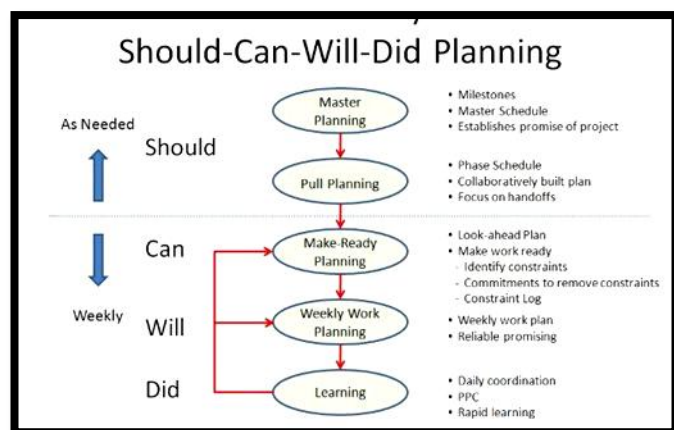 Should-Can-Will-Did Planning
As Needed
Should
Master
Planning
• Milestones
• Master Schedule
• Establishes promise of project
Pull Planning
• Phase Schedule
• Collaboratively built plan
• Focus on handoffs
Can
Make-Ready
Planning
• Look-ahead Plan
• Make work ready
- Identify constraints
- Commitments to remove constraints
- Constraint Log
Weekly
Will
Weekly Work
Planning
• Weekly work plan
• Reliable promising
Did
Learning
• Daily coordination
• PPC
• Rapid learning